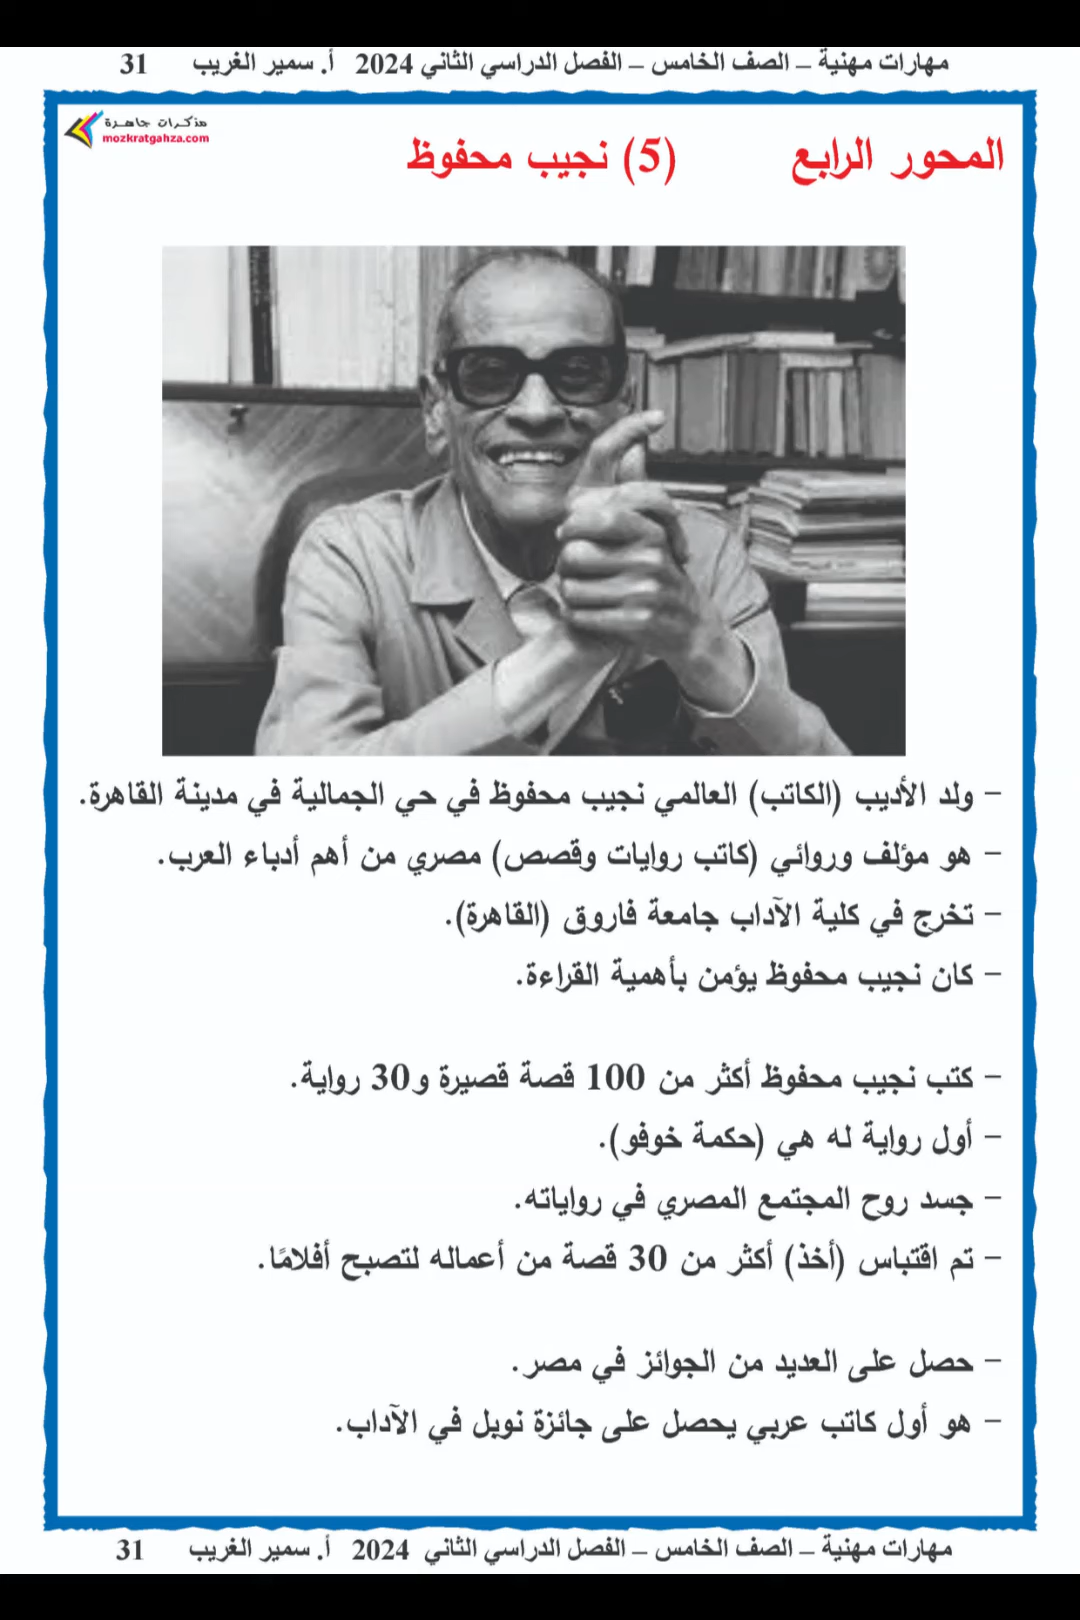 مهارات مهنية – الصف الخامس – الفصل الدراسي الثاني 2024 أ. سمير الغريب 31
مذكرات جاهزة
mozkratgahza.com
المحور الرابع (5) نجيب محفوظ
– ولد الأديب (الكاتب) العالمي نجيب محفوظ في حي الجمالية في مدينة القاهرة.
– هو مؤلف وروائي (كاتب روايات وقصص) مصري من أهم أدباء العرب.
– تخرج في كلية الآداب جامعة فاروق (القاهرة).
– كان نجيب محفوظ يؤمن بأهمية القراءة.
– كتب نجيب محفوظ أكثر من 100 قصة قصيرة و30 رواية.
– أول رواية له هي (حكمة خوفو).
– جسد روح المجتمع المصري في رواياته.
– تم اقتباس (أخذ) أكثر من 30 قصة من أعماله لتصبح أفلامًا.
– حصل على العديد من الجوائز في مصر.
– هو أول كاتب عربي يحصل على جائزة نوبل في الآداب.
مهارات مهنية – الصف الخامس – الفصل الدراسي الثاني 2024 أ. سمير الغريب 31